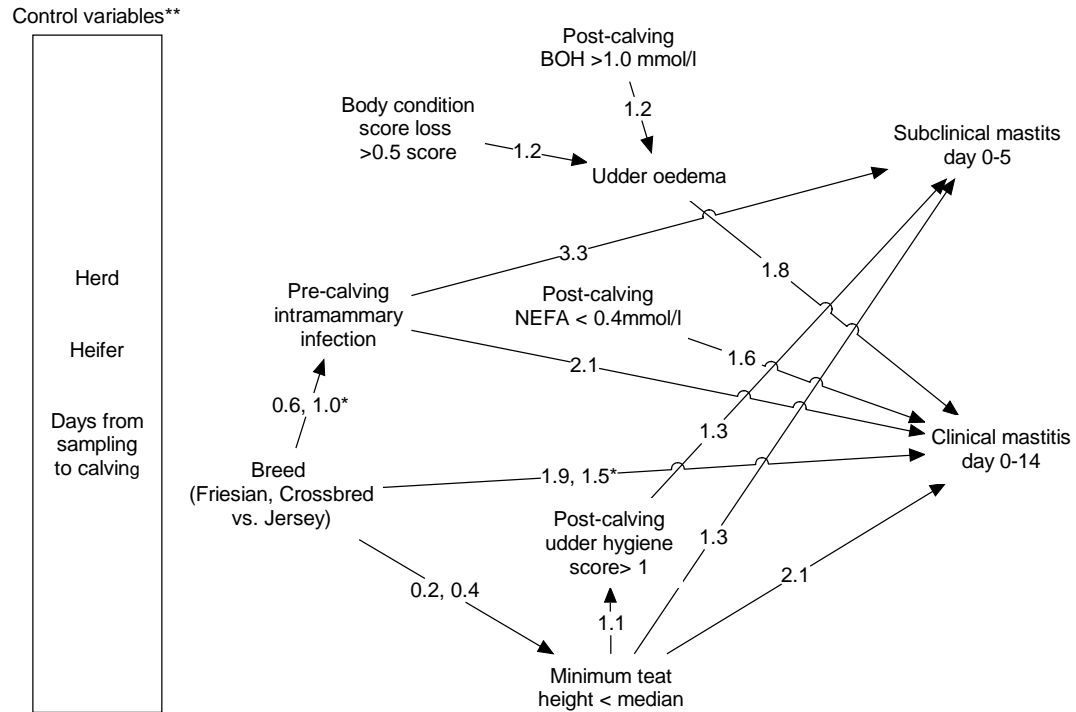 Control variables**
Herd
Heifer
Days from
sampling
to calving
Post-calving
BOH >1.0 mmol/l
1.2
Body condition
score loss
>0.5 score
1.2
Udder oedema
Subclinical mastits
day 0-5
3.3
1.8
Pre-calving
intramammary
infection
Post-calving
NEFA < 0.4mmol/l
1.6
2.1
0.6, 1.0*
1.3
Clinical mastitis
day 0-14
Breed
(Friesian, Crossbred
vs. Jersey)
1.9, 1.5*
Post-calving
udder hygiene
score> 1
1.3
2.1
0.2, 0.4
1.1
Minimum teat
height < median